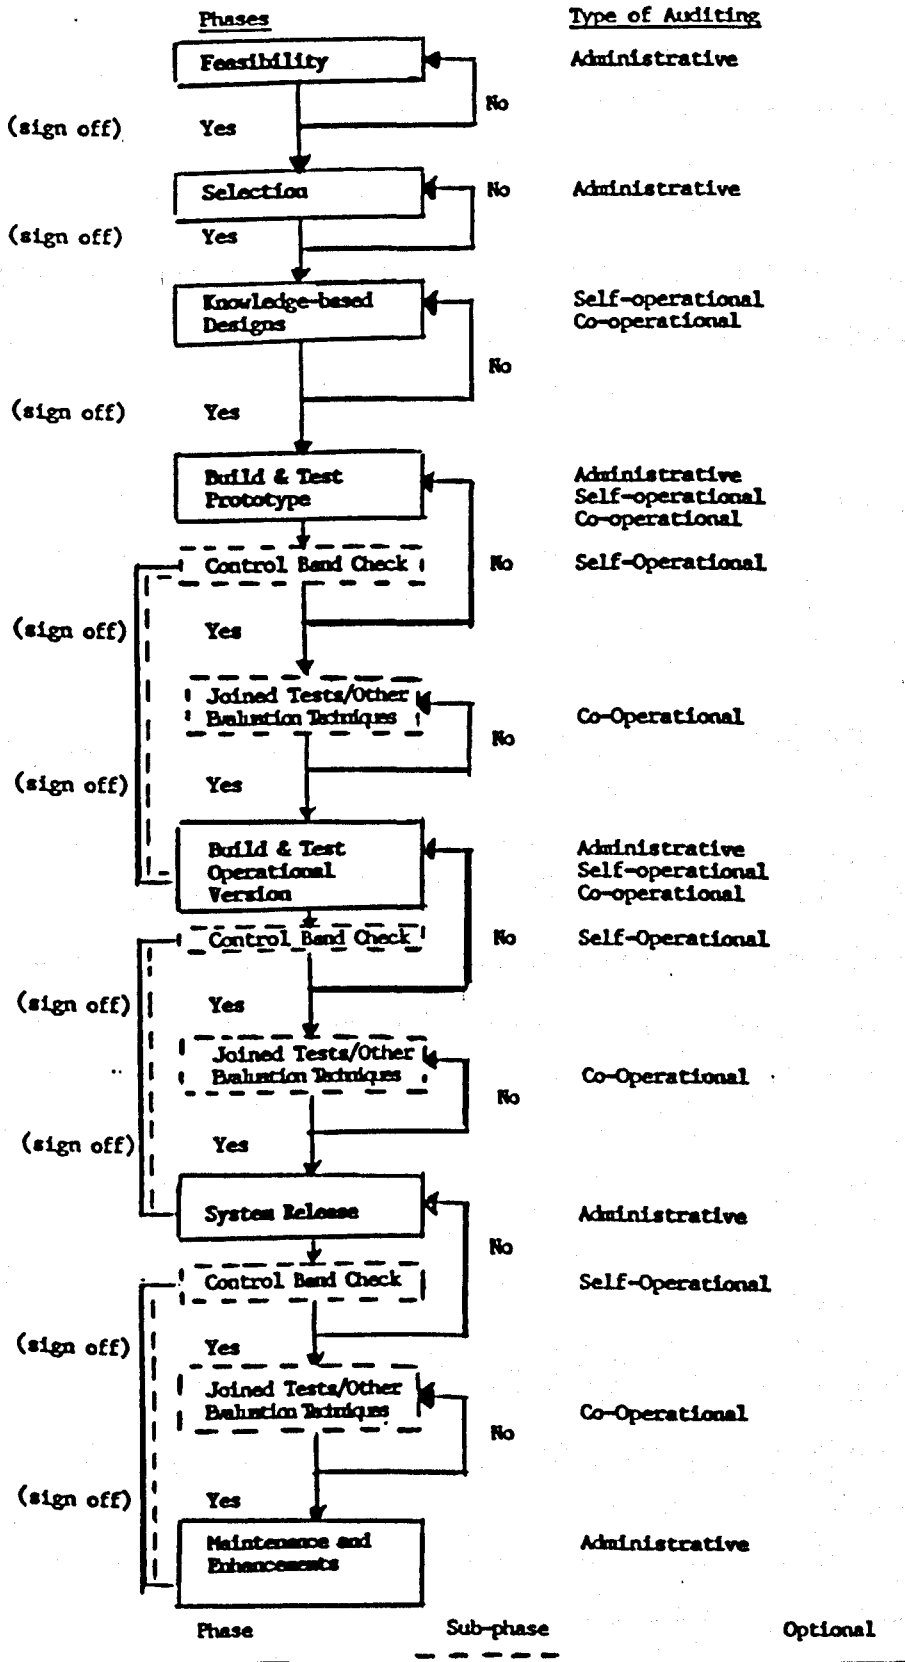 Phases Type of Auditing
Feasibility Administrative
No
(sign off) Yes
Selection No Administrative
(sign off) Yes
Knowledge-based Self-operational
Designs Co-operational
No
(sign off) Yes
Build & Test Administrative
Prototype Self-operational
Co-operational
Control Band Check No Self-Operational
(sign off) Yes
Joined Tests/Other
Evaluation Techniques Co-Operational
No
(sign off) Yes
Build & Test Administrative
Operational Self-operational
Version Co-operational
Control Band Check No Self-Operational
(sign off) Yes
Joined Tests/Other
Evaluation Techniques Co-Operational
No
(sign off) Yes
System Release Administrative
No
Control Band Check Self-Operational
(sign off) Yes
Joined Tests/Other
Evaluation Techniques Co-Operational
No
(sign off) Yes
Maintenance and Administrative
Enhancements
Phase Sub-phase Optional